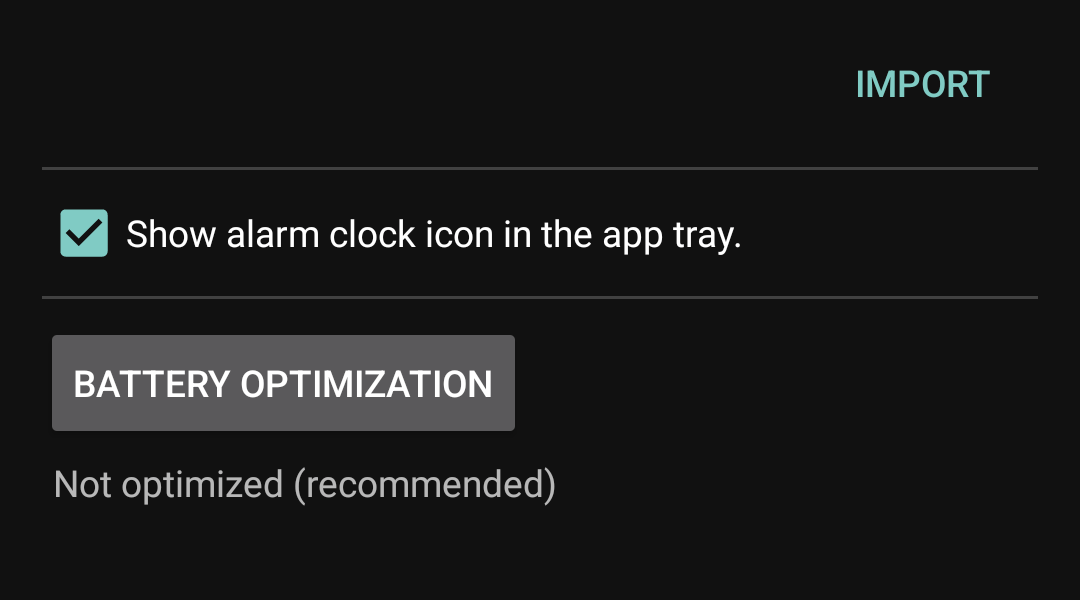 IMPORT
Show alarm clock icon in the app tray.
BATTERY OPTIMIZATION
Not optimized (recommended)